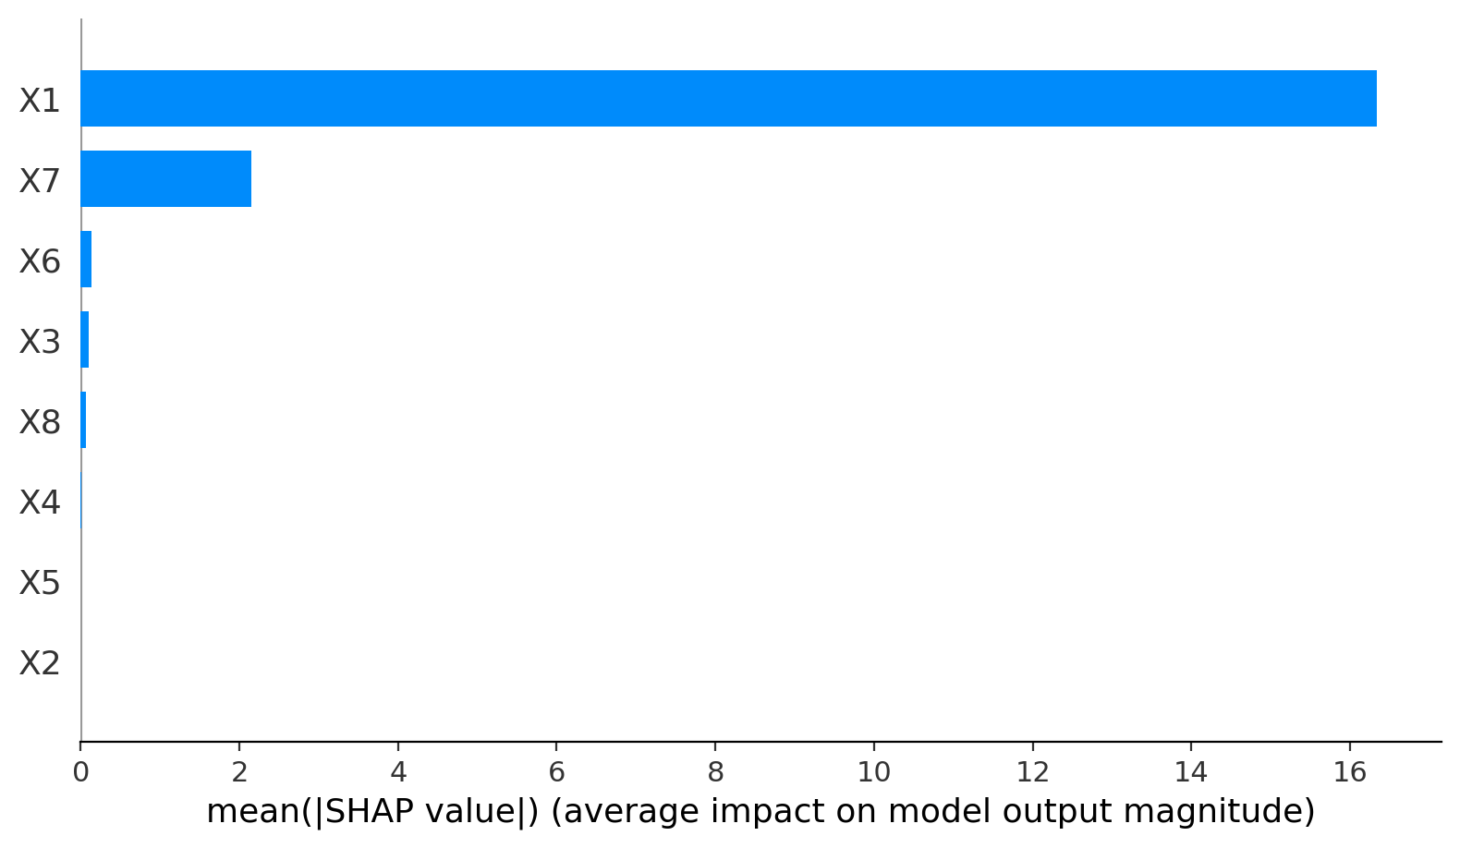 X1
X7
X6
X3
X8
X4
X5
X2
0 2 4 6 8 10 12 14 16
mean(|SHAP value|) (average impact on model output magnitude)